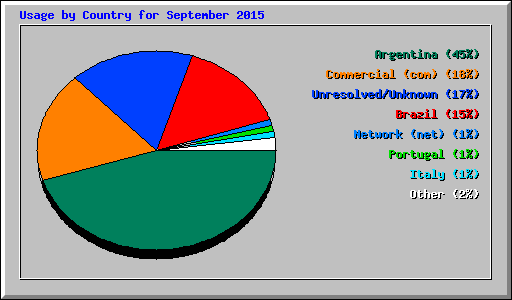 Usage by Country for September 2015
Argentina (45%)
Commercial (com) (18%)
Unresolved/Unknown (17%)
Brazil (15%)
Network (net) (1%)
Portugal (1%)
Italy (1%)
Other (2%)